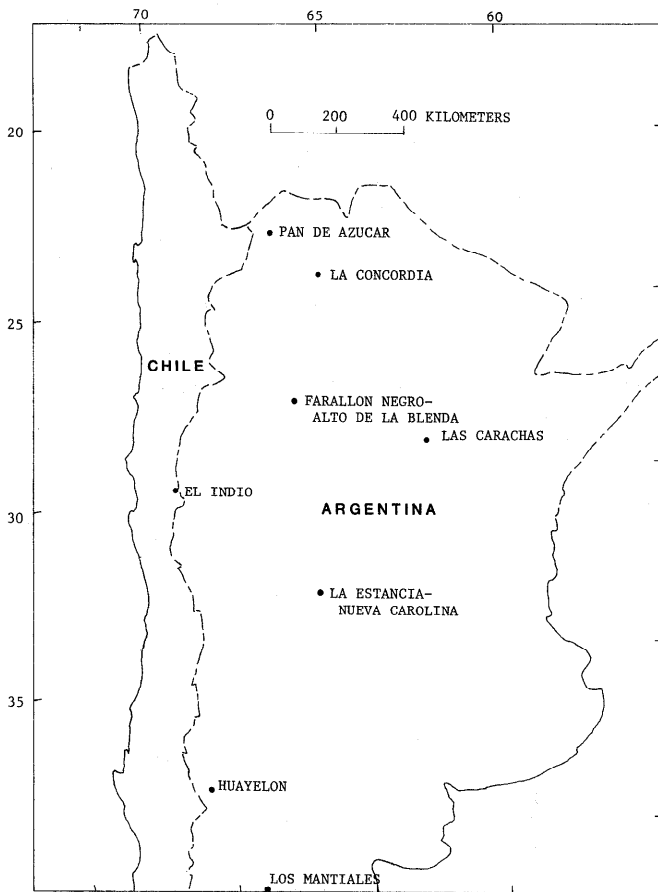 70 65 60
0 200 400 KILOMETERS
20
PAN DE AZUCAR
LA CONCORDIA
25
CHILE
FARALLON NEGRO-
ALTO DE LA BLENDA
LAS CARACHAS
EL INDIO
ARGENTINA
30
LA ESTANCIA-
NUEVA CAROLINA
35
HUAYELON
LOS MANTIALES